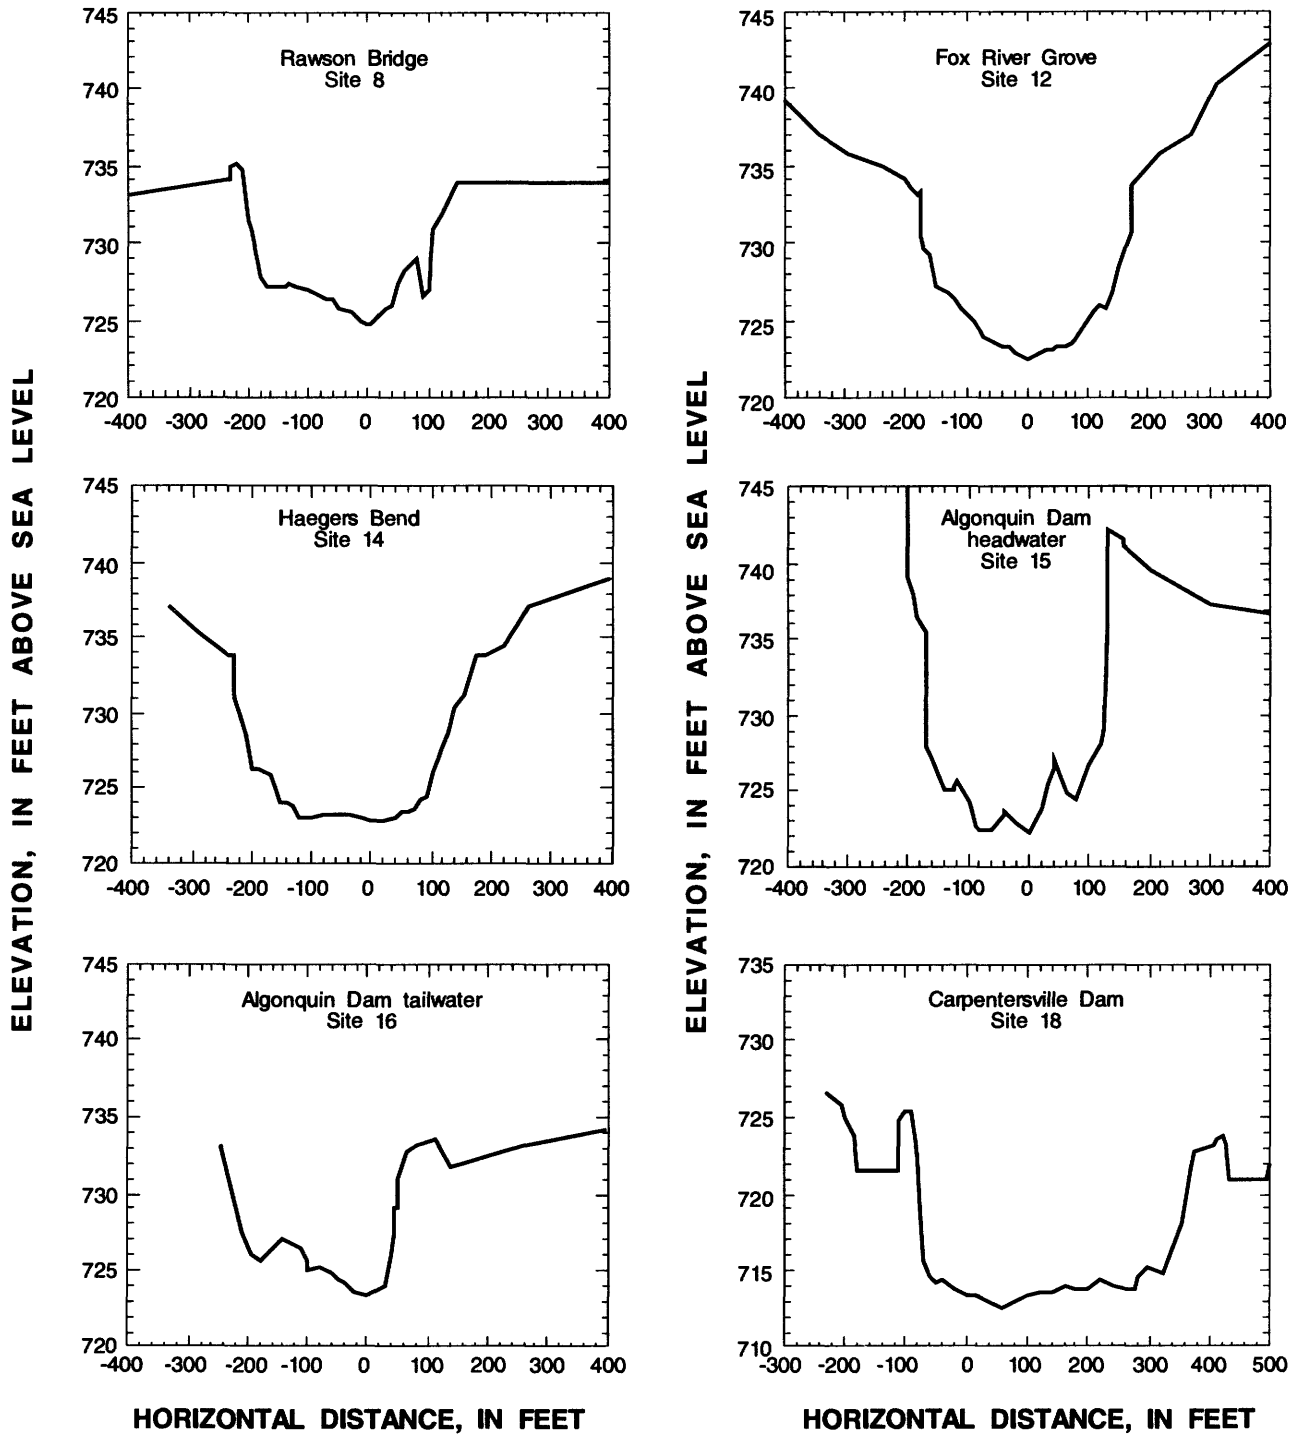 745
740
735
730
725
720
-400 -300 -200 -100 0 100 200 300 400
Rawson Bridge
Site 8
745
740
735
730
725
720
-400 -300 -200 -100 0 100 200 300 400
Fox River Grove
Site 12
745
740
735
730
725
720
-400 -300 -200 -100 0 100 200 300 400
Haegers Bend
Site 14
745
740
735
730
725
720
-400 -300 -200 -100 0 100 200 300 400
Algonquin Dam
headwater
Site 15
745
740
735
730
725
720
-400 -300 -200 -100 0 100 200 300 400
Algonquin Dam tailwater
Site 16
735
730
725
720
715
710
-300 -200 -100 0 100 200 300 400 500
Carpentersville Dam
Site 18
ELEVATION, IN FEET ABOVE SEA LEVEL
ELEVATION, IN FEET ABOVE SEA LEVEL
HORIZONTAL DISTANCE, IN FEET
HORIZONTAL DISTANCE, IN FEET